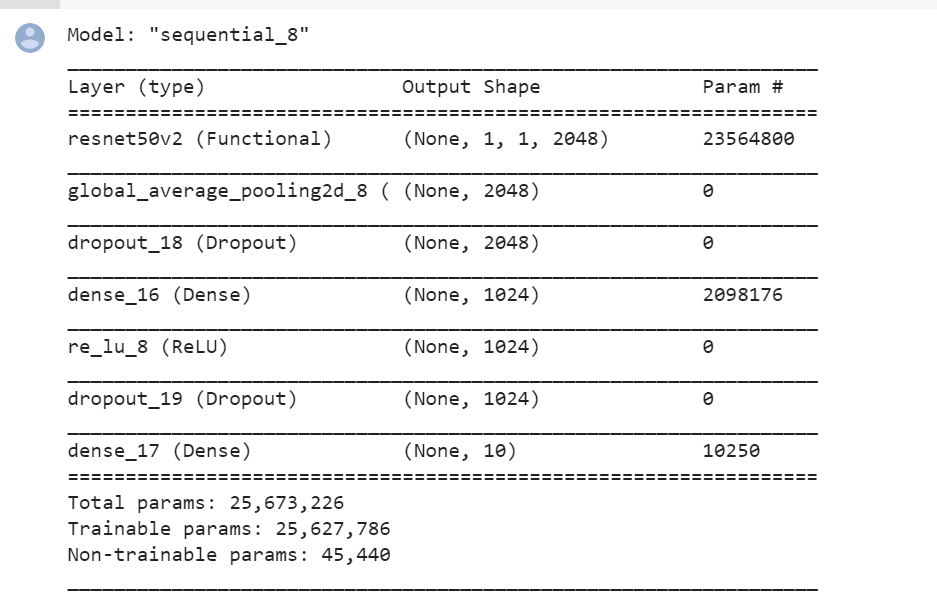 Model: "sequential_8"
_________________________________________________________________
Layer (type)                 Output Shape              Param #
=================================================================
resnet50v2 (Functional)      (None, 1, 1, 2048)        23564800
_________________________________________________________________
global_average_pooling2d_8 ( (None, 2048)              0
_________________________________________________________________
dropout_18 (Dropout)         (None, 2048)              0
_________________________________________________________________
dense_16 (Dense)             (None, 1024)              2098176
_________________________________________________________________
re_lu_8 (ReLU)               (None, 1024)              0
_________________________________________________________________
dropout_19 (Dropout)         (None, 1024)              0
_________________________________________________________________
dense_17 (Dense)             (None, 10)                10250
=================================================================
Total params: 25,673,226
Trainable params: 25,627,786
Non-trainable params: 45,440
_________________________________________________________________